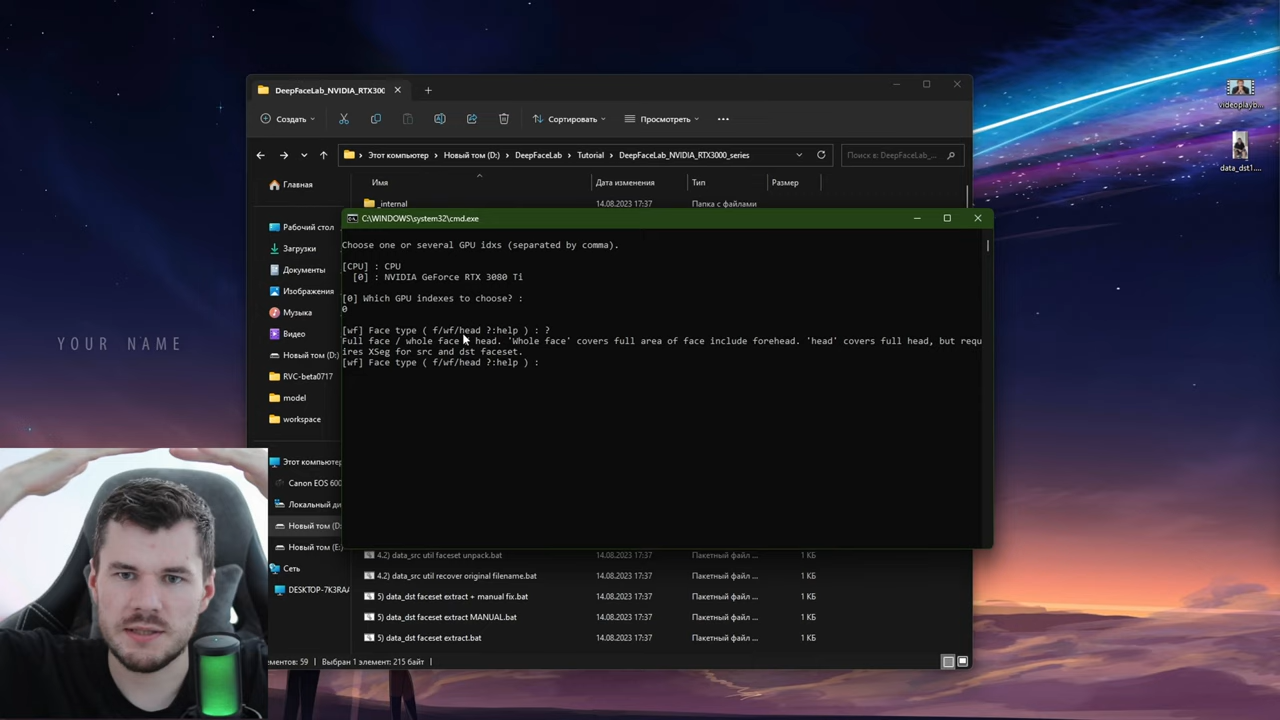 DeepFaceLab_NVIDIA_RTX300
Создать
Сортировать
Просмотреть
Этот компьютер > Новый том (D:) > DeepFaceLab > Tutorial > DeepFaceLab_NVIDIA_RTX3000_series
Поиск в: DeepFaceLab_...
Главная
Имя
Дата изменения
Тип
Размер
_internal
14.08.2023 17:37
Папка с файлами
C:\WINDOWS\system32\cmd.exe
Choose one or several GPU idxs (separated by comma).
[CPU] : CPU
[0] : NVIDIA GeForce RTX 3080 Ti
[0] Which GPU indexes to choose? :
0
[wf] Face type ( f/wf/head ?:help ) : ?
Full face / whole face head. 'Whole face' covers full area of face include forehead. 'head' covers full head, but requ
ires XSeg for src and dst faceset.
[wf] Face type ( f/wf/head ?:help ) :
Рабочий стол
Загрузки
Документы
Изображения
Музыка
Видео
Новый том (D:)
RVC-beta0717
model
workspace
Этот компьютер
Canon EOS 600
Локальный ди
Новый том (D:
Новый том (E:)
Сеть
DESKTOP-7K3RAA
4.2) data_src util faceset unpack.bat
14.08.2023 17:37
Пакетный файл ...
1 КБ
4.2) data_src util recover original filename.bat
14.08.2023 17:37
Пакетный файл ...
1 КБ
5) data_dst faceset extract + manual fix.bat
14.08.2023 17:37
Пакетный файл ...
1 КБ
5) data_dst faceset extract MANUAL.bat
14.08.2023 17:37
Пакетный файл ...
1 КБ
5) data_dst faceset extract.bat
14.08.2023 17:37
Пакетный файл ...
1 КБ
ементов: 59
Выбран 1 элемент: 215 байт
YOUR NAME
videoplayb...
data_dst1....